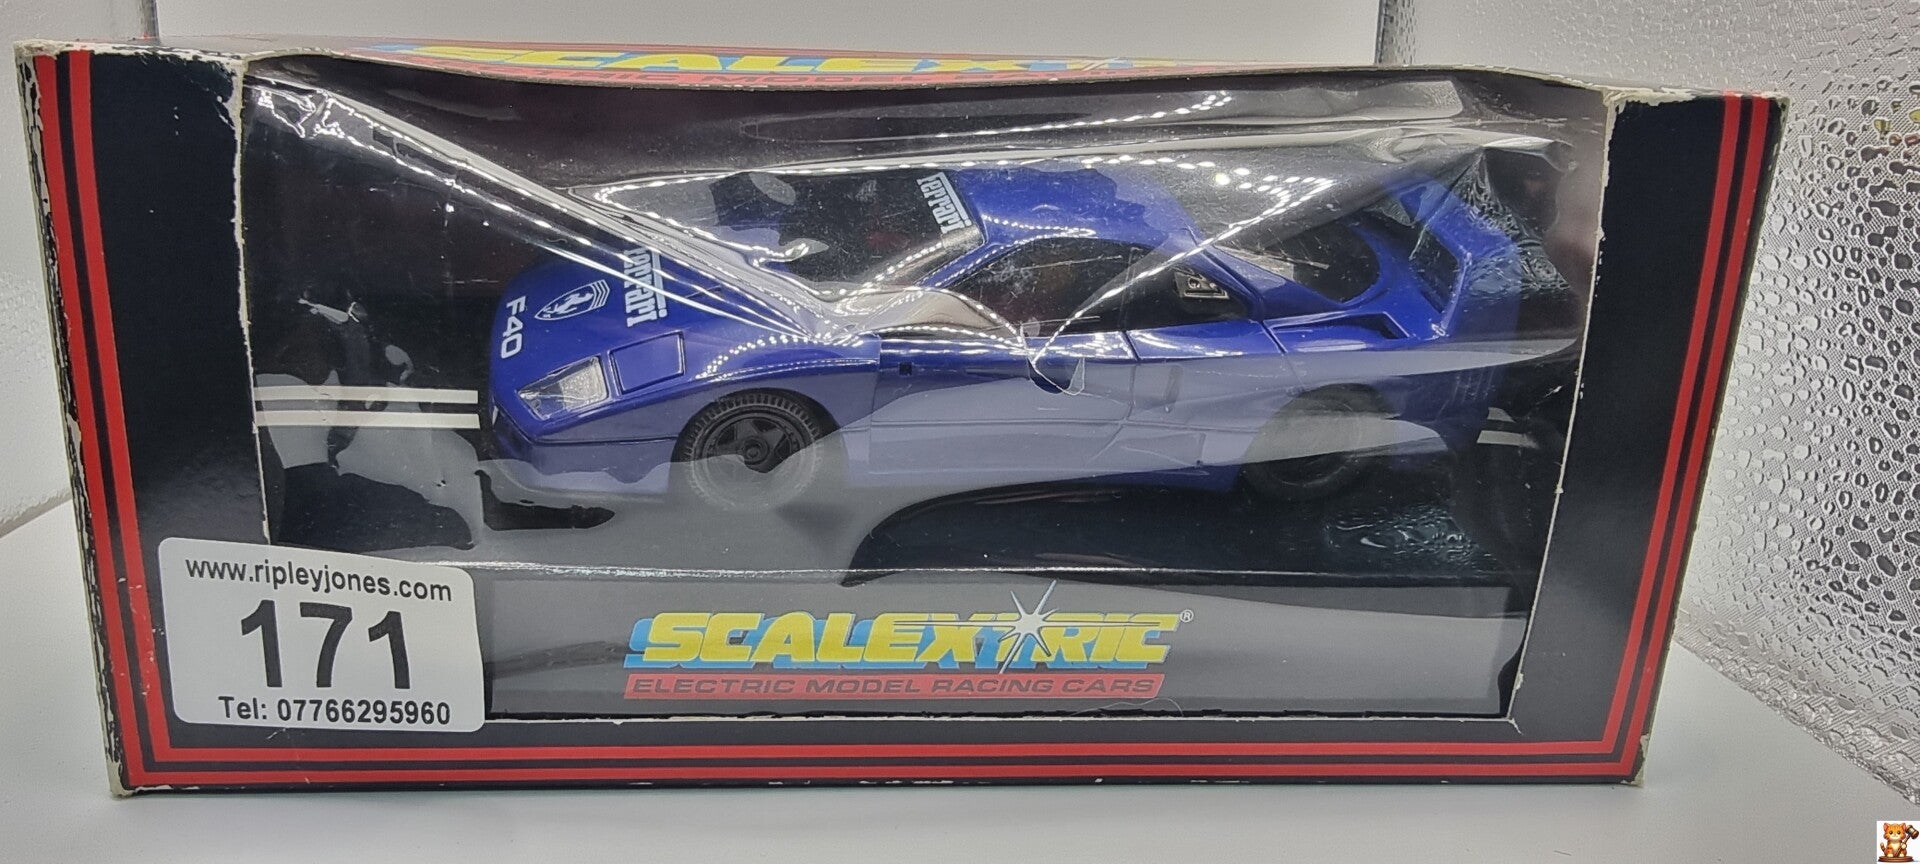 SCALEXTRIC
Ferrari
Ferrari
F40
www.ripleyjones.com
171
Tel: 07766295960
SCALEXTRIC®
ELECTRIC MODEL RACING CARS